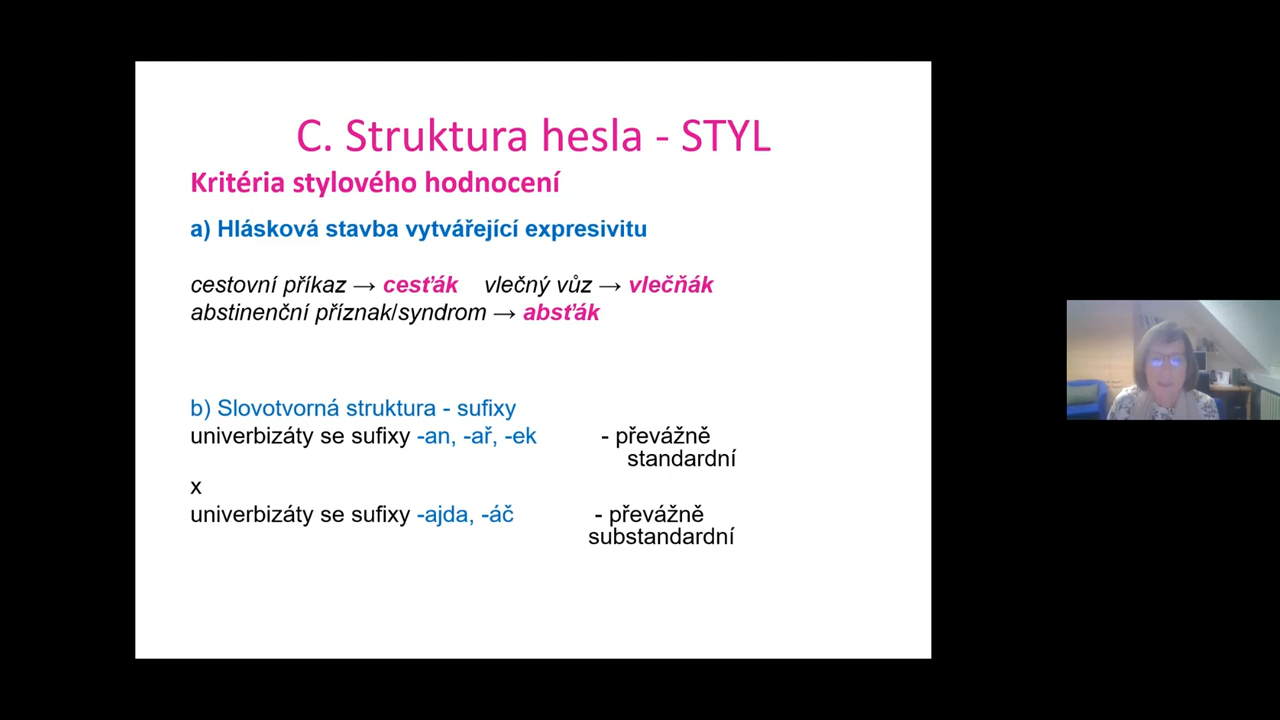 C. Struktura hesla - STYL
Kritéria stylového hodnocení
a) Hlásková stavba vytvářející expresivitu
cestovní příkaz → cesťák vlečný vůz → vlečňák
abstinenční příznak/syndrom → absťák
b) Slovotvorná struktura - sufixy
univerbizáty se sufixy -an, -ař, -ek - převážně
standardní
x
univerbizáty se sufixy -ajda, -áč - převážně
substandardní